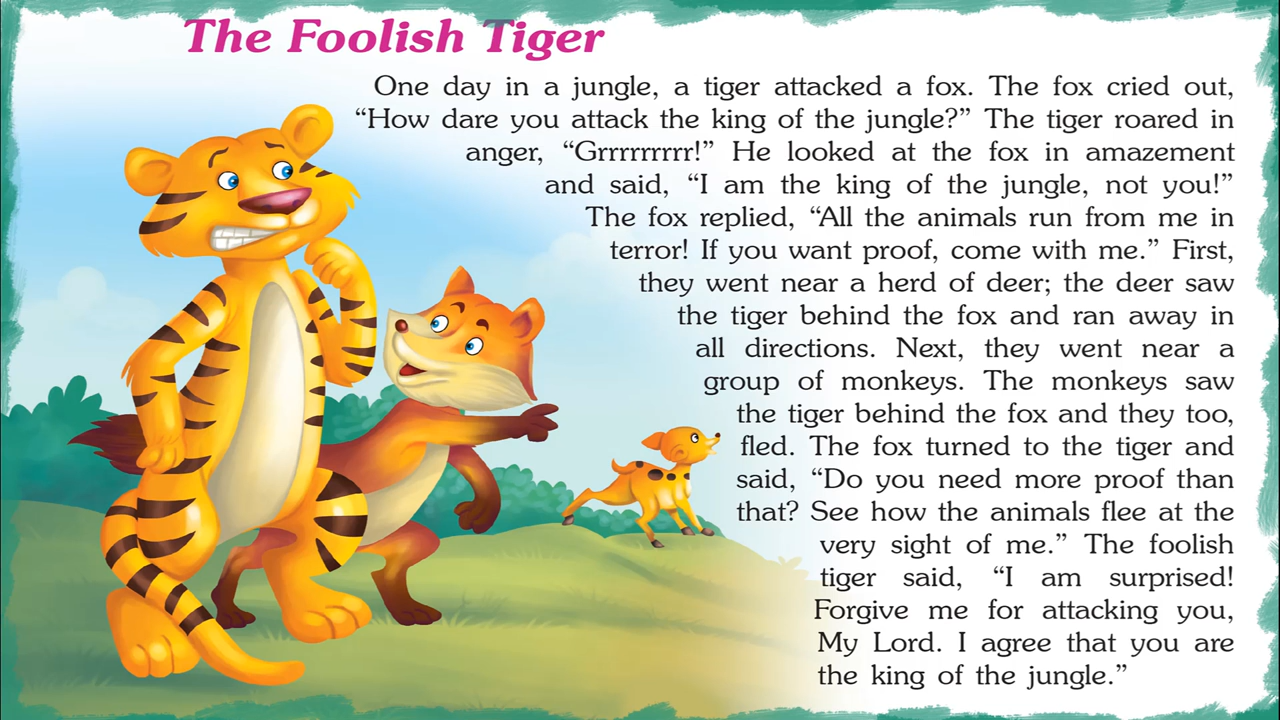 The Foolish Tiger
One day in a jungle, a tiger attacked a fox. The fox cried out,
“How dare you attack the king of the jungle?” The tiger roared in
anger, “Grrrrrrrrr!” He looked at the fox in amazement
and said, “I am the king of the jungle, not you!”
The fox replied, “All the animals run from me in
terror! If you want proof, come with me.” First,
they went near a herd of deer; the deer saw
the tiger behind the fox and ran away in
all directions. Next, they went near a
group of monkeys. The monkeys saw
the tiger behind the fox and they too,
fled. The fox turned to the tiger and
said, “Do you need more proof than
that? See how the animals flee at the
very sight of me.” The foolish
tiger said, “I am surprised!
Forgive me for attacking you,
My Lord. I agree that you are
the king of the jungle.”